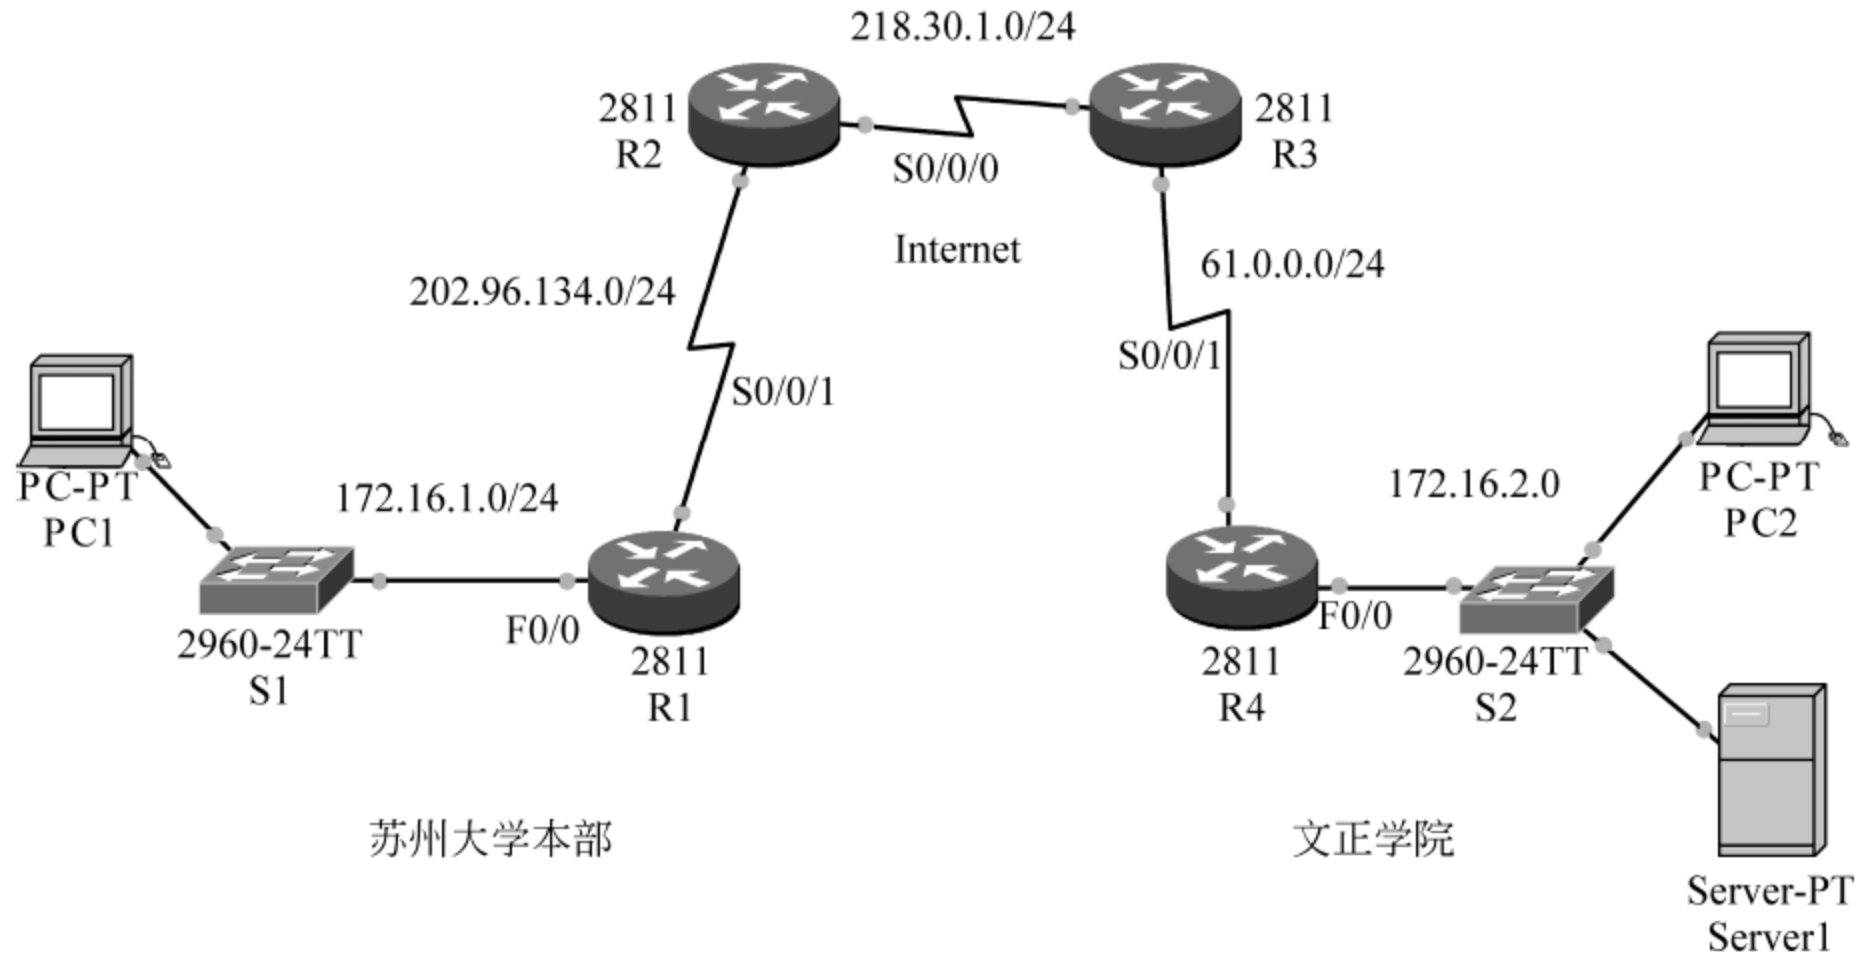 218.30.1.0/24
2811
R2
2811
R3
S0/0/0
Internet
202.96.134.0/24
61.0.0.0/24
S0/0/1
S0/0/1
PC-PT
PC1
172.16.1.0/24
172.16.2.0
PC-PT
PC2
F0/0
F0/0
2960-24TT
S1
2811
R1
2811
R4
2960-24TT
S2
苏州大学本部
文正学院
Server-PT
Server1